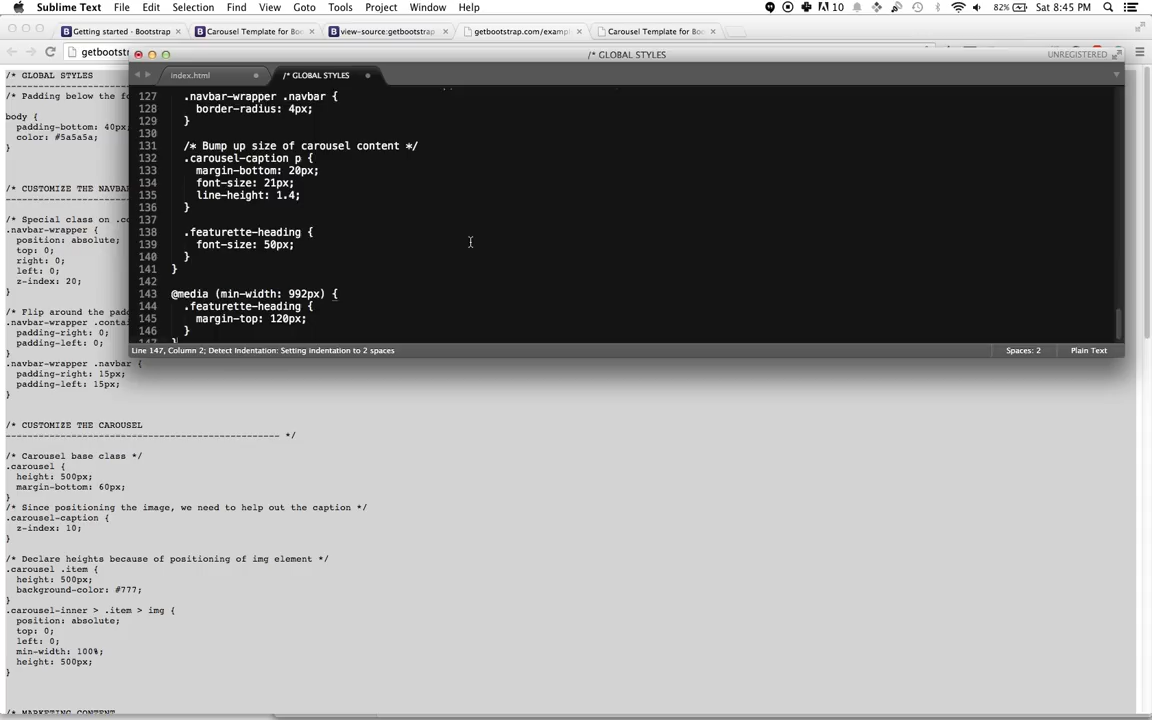 Sublime Text File Edit Selection Find View Goto Tools Project Window Help 10 82% Sat 8:45 PM
Getting started · Bootstrap
Carousel Template for Boo
view-source:getbootstrap
getbootstrap.com/exampl
Carousel Template for Boo
getbootstr
/* GLOBAL STYLES
UNREGISTERED
index.html
/* GLOBAL STYLES
127 .navbar-wrapper .navbar {
128 border-radius: 4px;
129 }
130
131 /* Bump up size of carousel content */
132 .carousel-caption p {
133 margin-bottom: 20px;
134 font-size: 21px;
135 line-height: 1.4;
136 }
137
138 .featurette-heading {
139 font-size: 50px;
140 }
141 }
142
143 @media (min-width: 992px) {
144 .featurette-heading {
145 margin-top: 120px;
146 }
147 }
Line 147, Column 2; Detect Indentation: Setting indentation to 2 spaces
Spaces: 2
Plain Text
/* GLOBAL STYLES
/* Padding below the fo
body {
padding-bottom: 40px
color: #5a5a5a;
}
/* CUSTOMIZE THE NAVBA
/* Special class on .co
.navbar-wrapper {
position: absolute;
top: 0;
right: 0;
left: 0;
z-index: 20;
}
/* Flip around the padd
.navbar-wrapper .contai
padding-right: 0;
padding-left: 0;
}
.navbar-wrapper .navbar {
padding-right: 15px;
padding-left: 15px;
}
/* CUSTOMIZE THE CAROUSEL
-------------------------------------------------- */
/* Carousel base class */
.carousel {
height: 500px;
margin-bottom: 60px;
}
/* Since positioning the image, we need to help out the caption */
.carousel-caption {
z-index: 10;
}
/* Declare heights because of positioning of img element */
.carousel .item {
height: 500px;
background-color: #777;
}
.carousel-inner > .item > img {
position: absolute;
top: 0;
left: 0;
min-width: 100%;
height: 500px;
}
/* MARKETING CONTENT